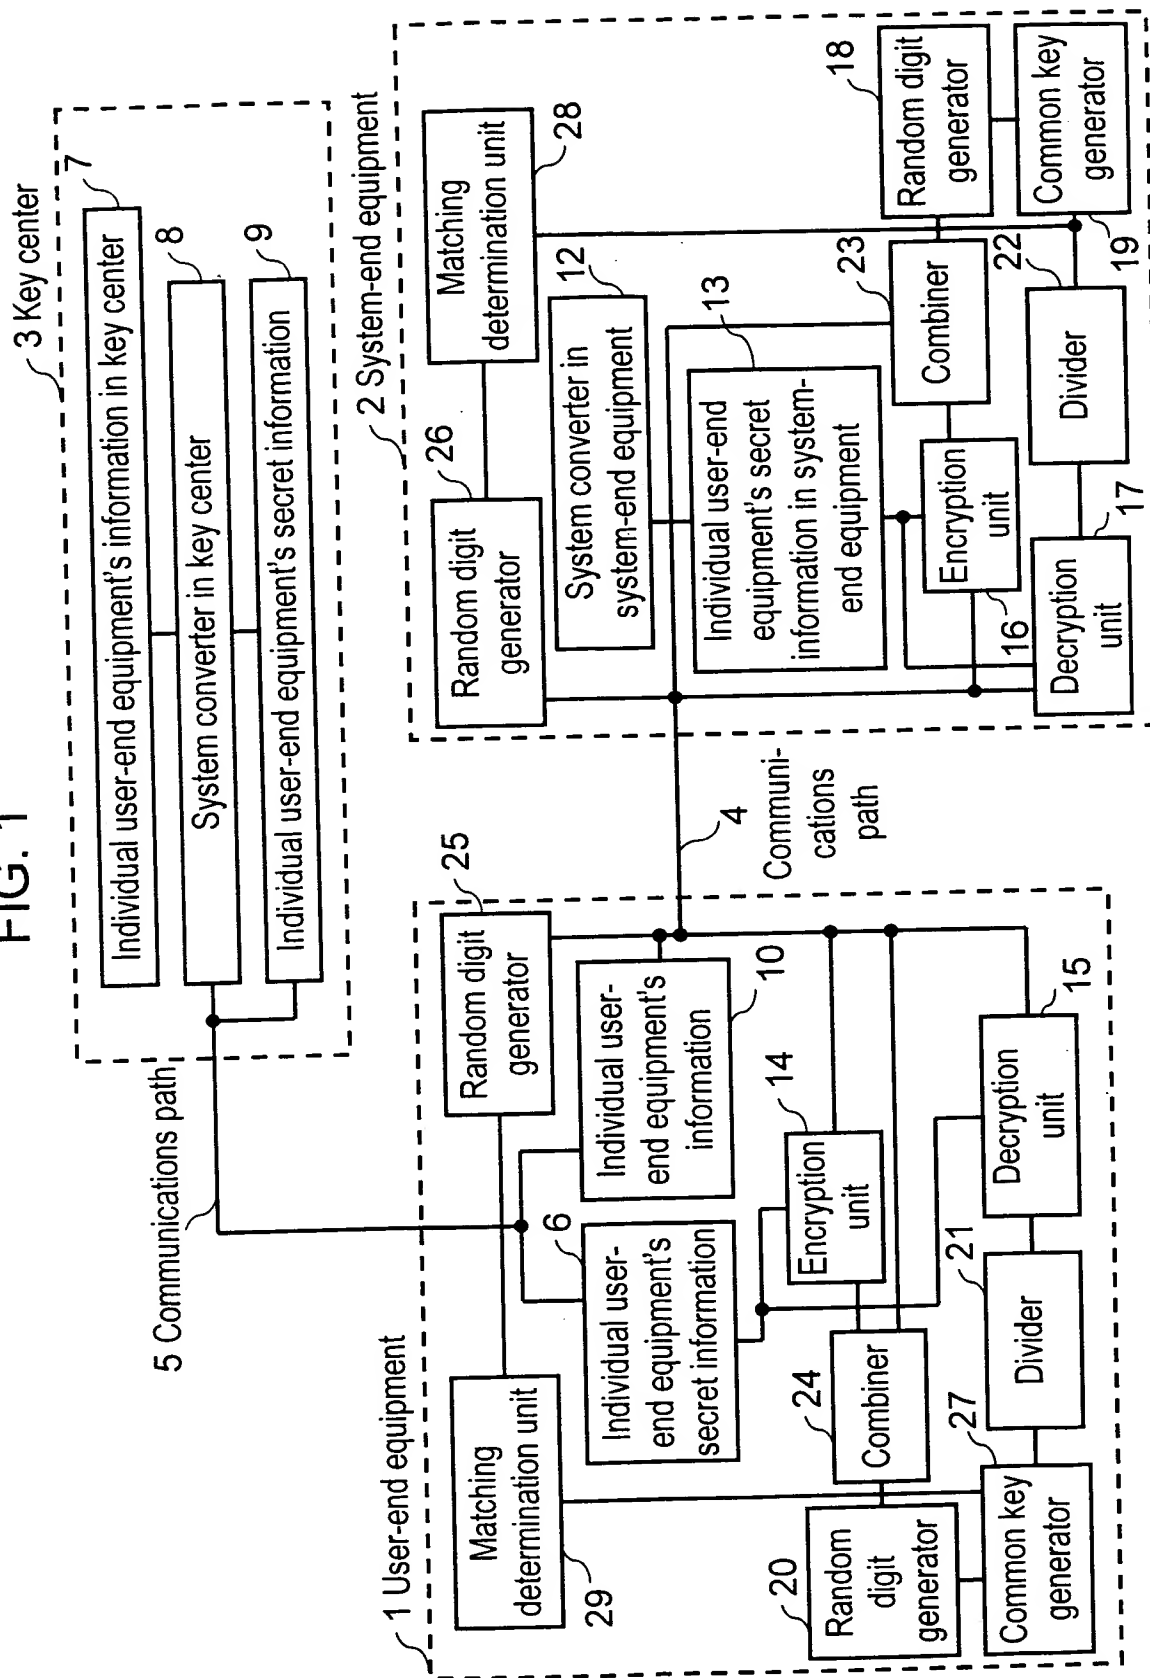 FIG. 1
3 Key center
Individual user-end equipment's information in key center
7
System converter in key center
8
Individual user-end equipment's secret information
9
5 Communications path
1 User-end equipment
Matching
determination unit
29
Random digit
generator
25
Individual user-
end equipment's
secret information
6
Individual user-
end equipment's
information
10
Encryption
unit
14
Combiner
24
Random
digit
generator
20
Common key
generator
27
Divider
21
Decryption
unit
15
4
Communi-
cations
path
2 System-end equipment
Random digit
generator
26
Matching
determination unit
28
System converter in
system-end equipment
12
Individual user-end
equipment's secret
information in system-
end equipment
13
Encryption
unit
16
Combiner
23
Random digit
generator
18
Decryption
unit
17
Divider
22
Common key
generator
19